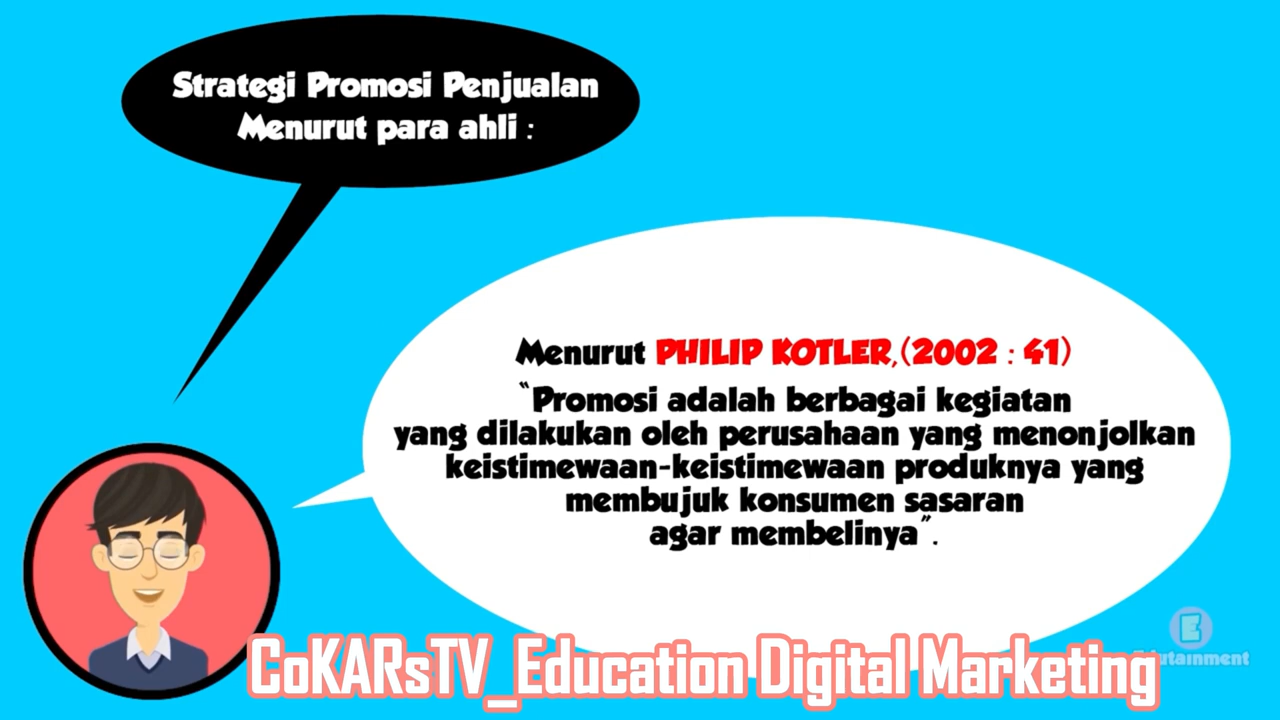 Strategi Promosi Penjualan
Menurut para ahli :
Menurut PHILIP KOTLER,(2002 : 41)
"Promosi adalah berbagai kegiatan
yang dilakukan oleh perusahaan yang menonjolkan
keistimewaan-keistimewaan produknya yang
membujuk konsumen sasaran
agar membelinya".
E
Edutainment
CoKARsTV_Education Digital Marketing